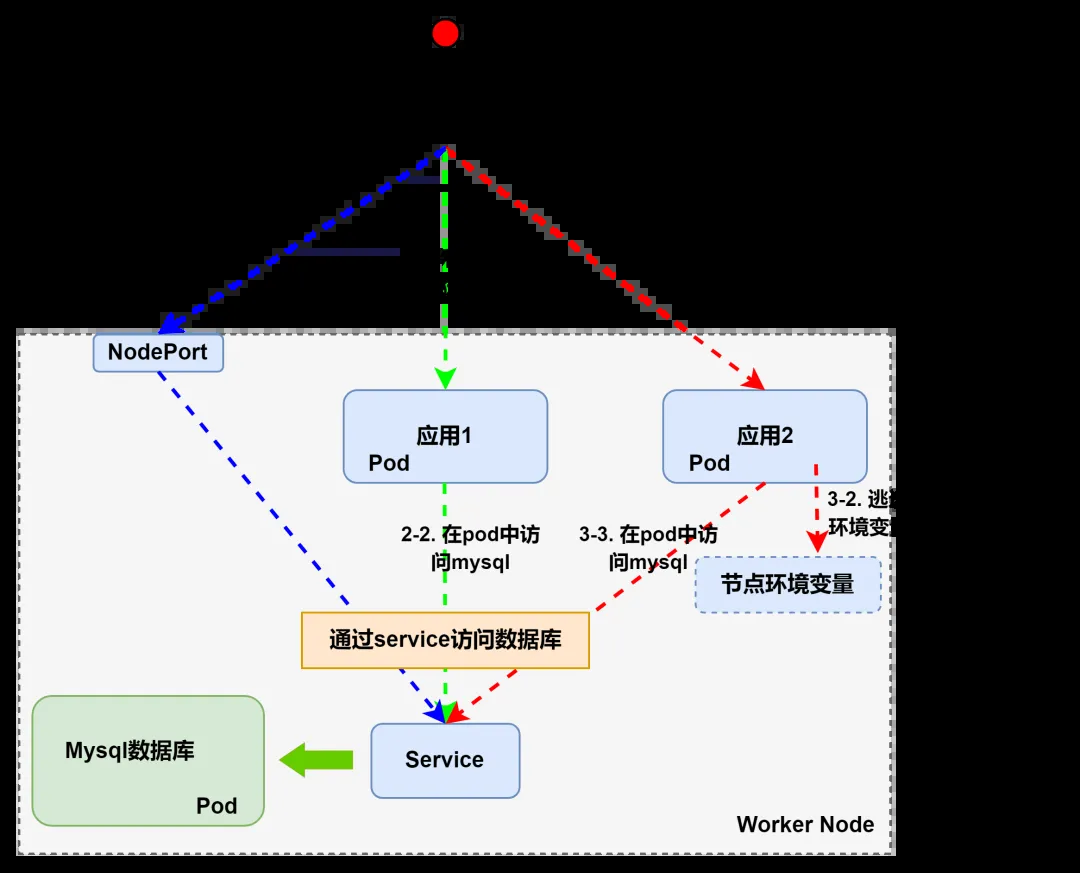 NodePort
应用1
Pod
应用2
Pod
3-2. 逃
环境变
2-2. 在pod中访
问mysql
3-3. 在pod中访
问mysql
节点环境变量
通过service访问数据库
Mysql数据库
Pod
Service
Worker Node